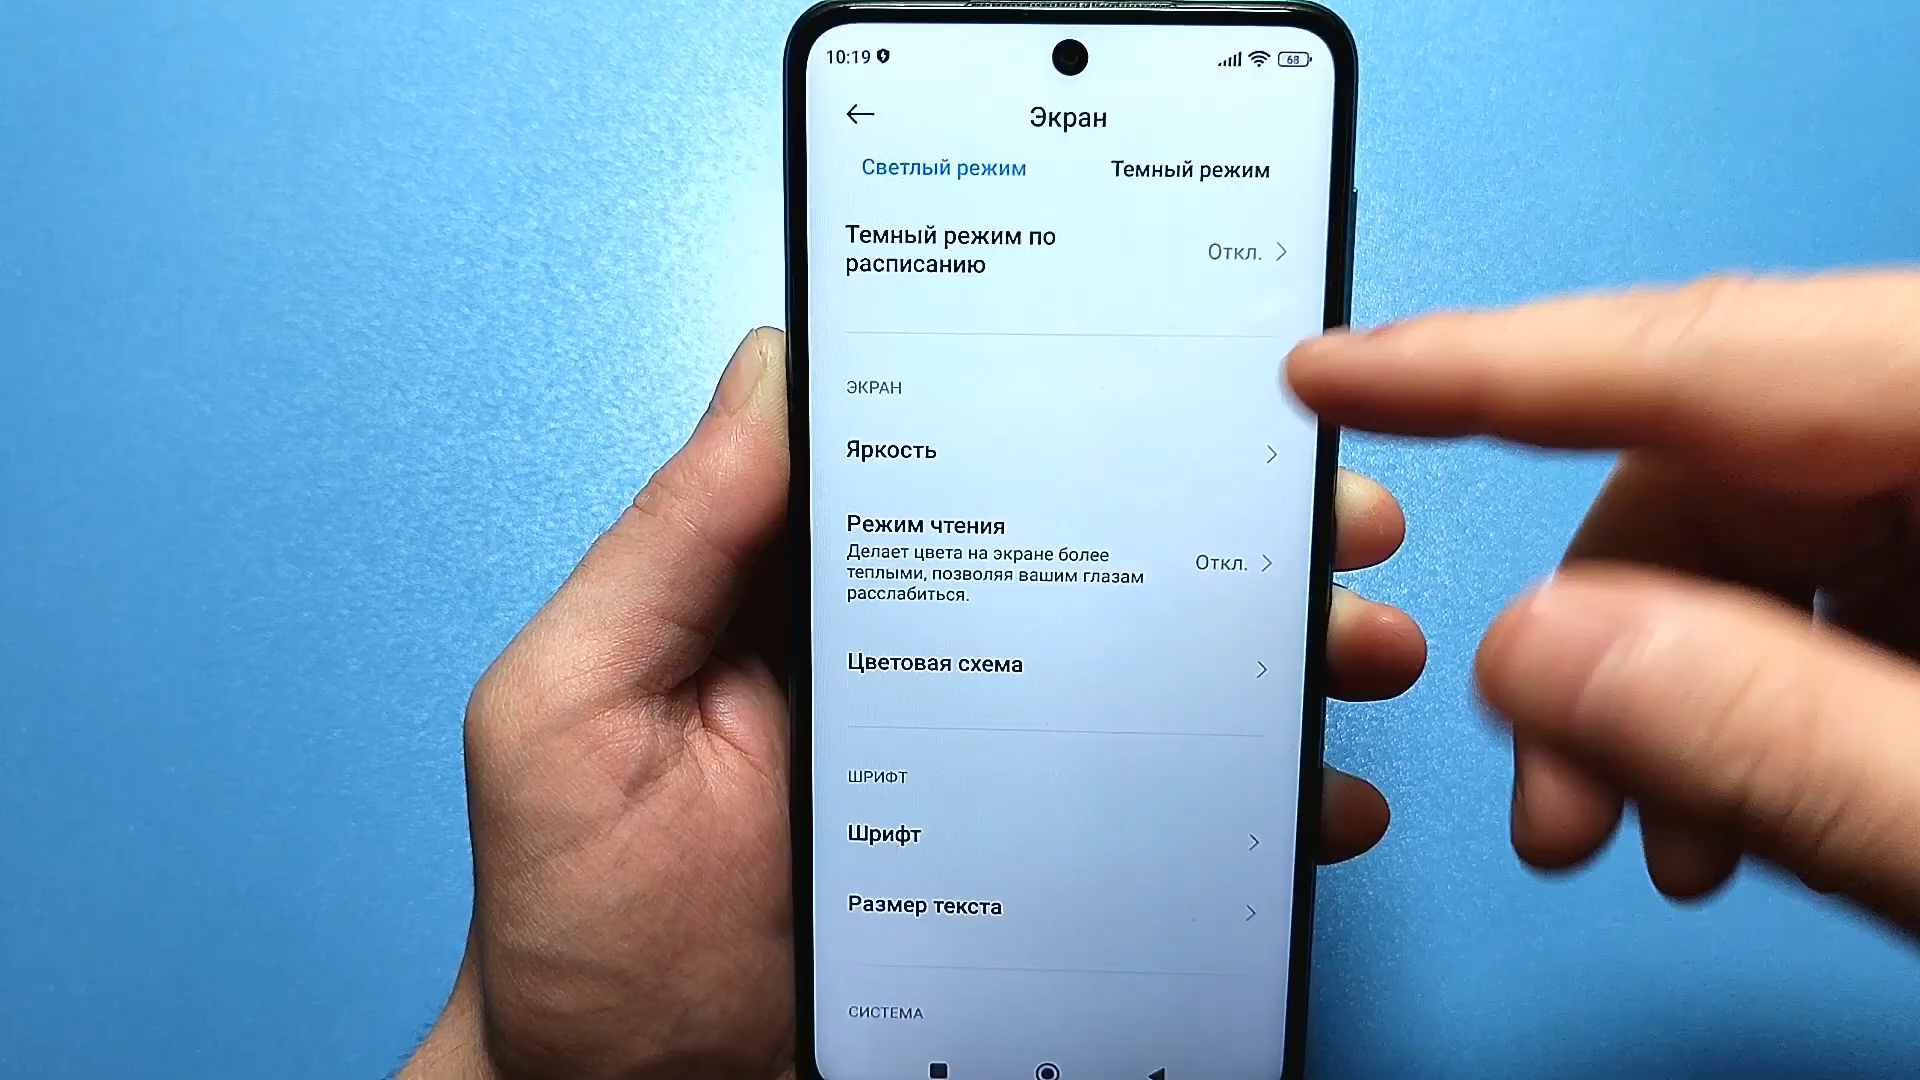 10:19
68
Экран
Светлый режим
Темный режим
Темный режим по
расписанию
Откл.
ЭКРАН
Яркость
Режим чтения
Делает цвета на экране более
теплыми, позволяя вашим глазам
расслабиться.
Откл.
Цветовая схема
ШРИФТ
Шрифт
Размер текста
СИСТЕМА